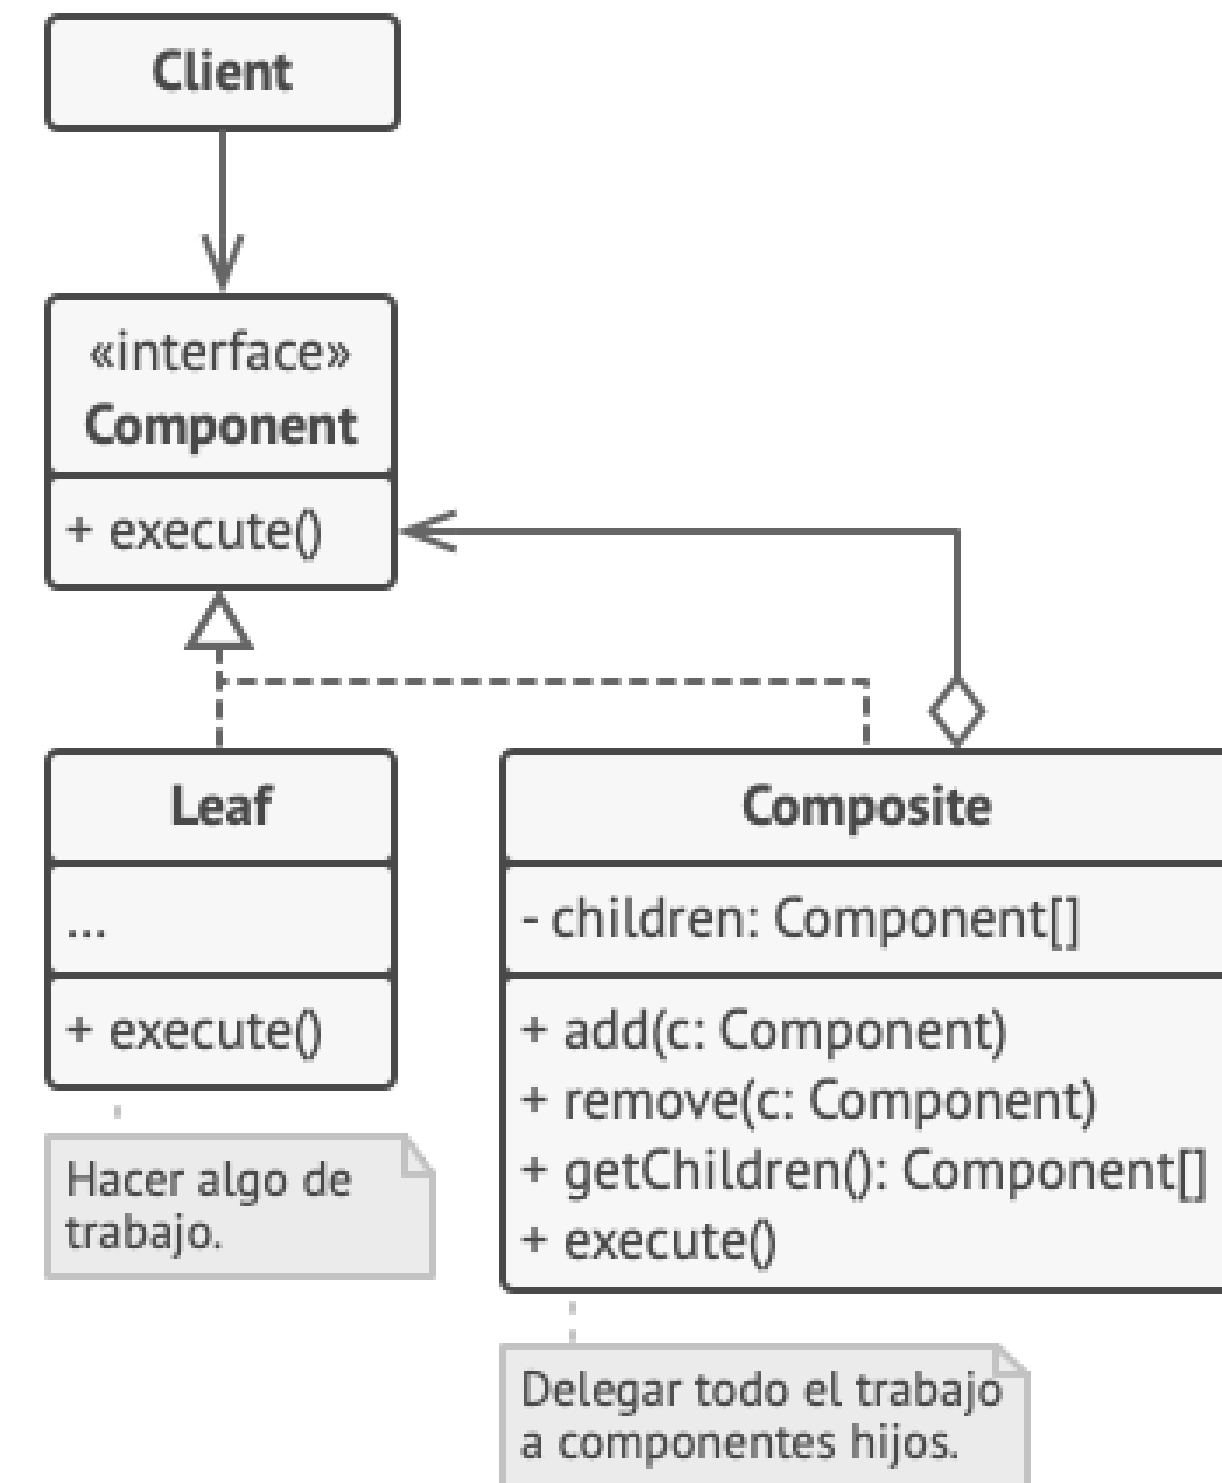 Client
«interface»
Component
+ execute()
Leaf
...
+ execute()
Hacer algo de
trabajo.
Composite
- children: Component[]
+ add(c: Component)
+ remove(c: Component)
+ getChildren(): Component[]
+ execute()
Delegar todo el trabajo
a componentes hijos.